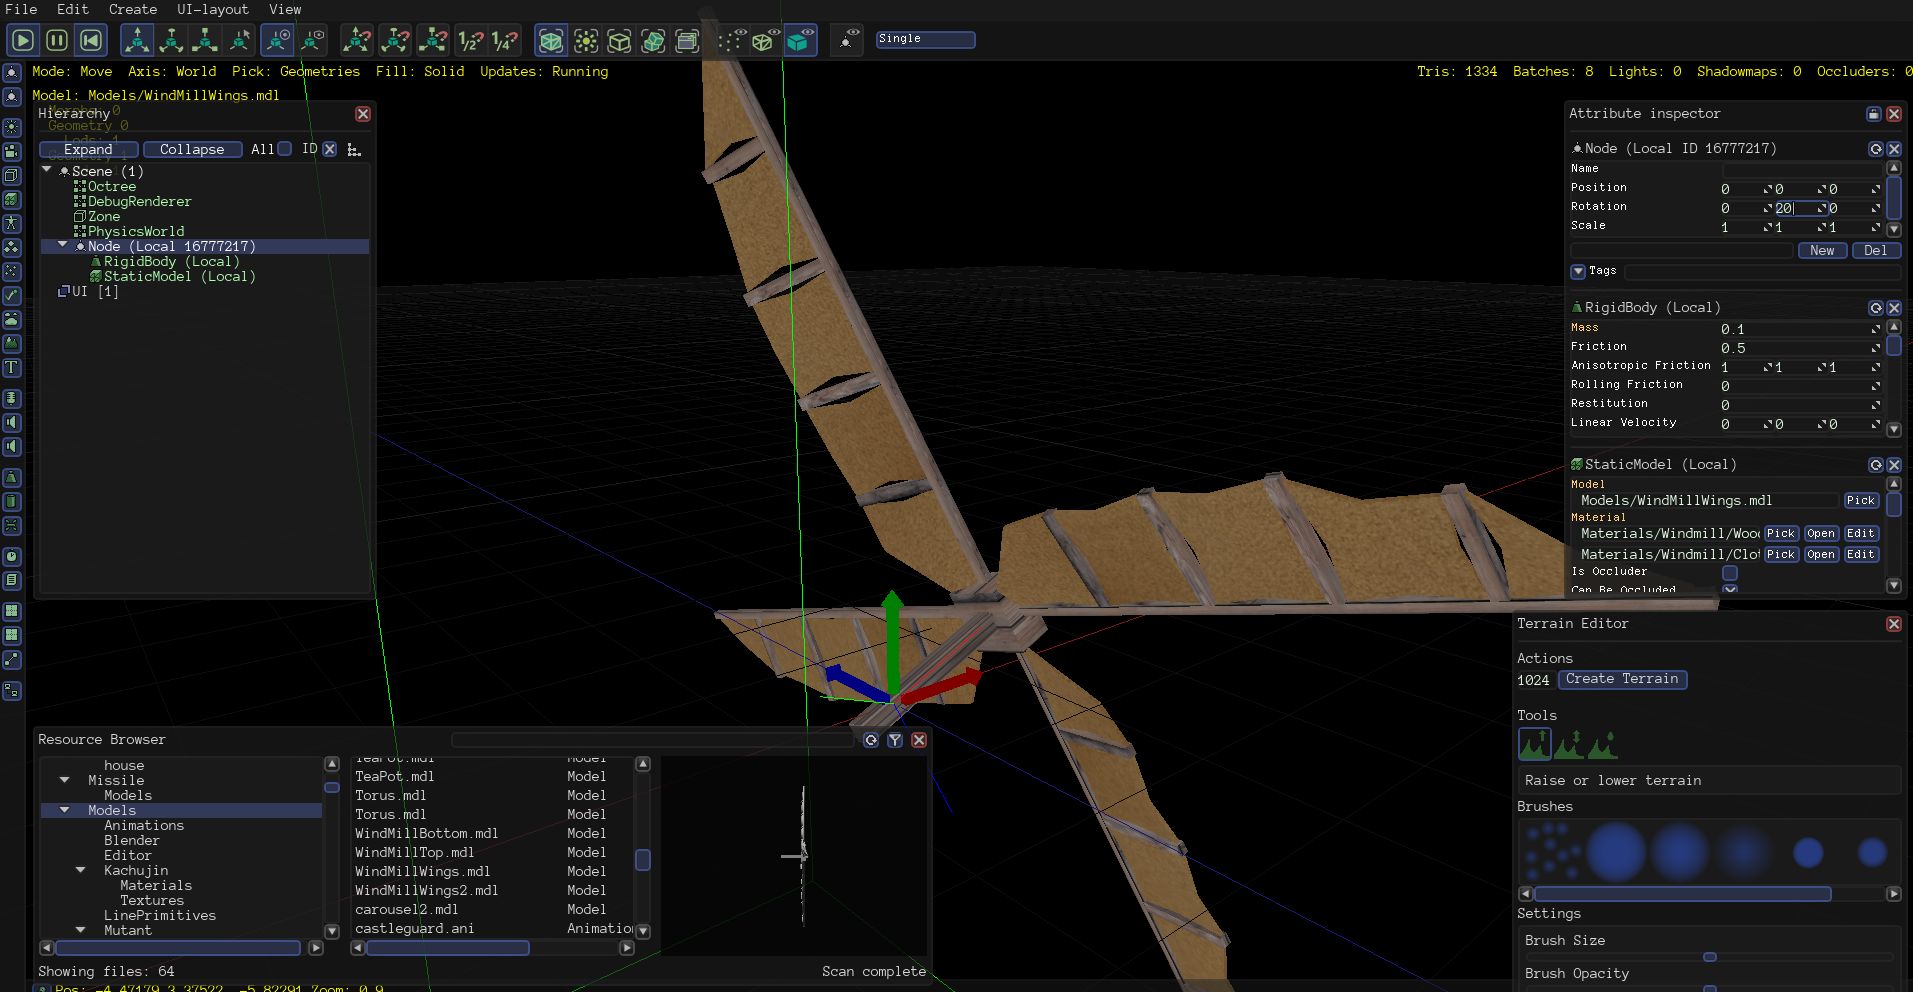 File Edit Create UI-layout View
1/2 1/4 Single
Mode: Move Axis: World Pick: Geometries Fill: Solid Updates: Running
Tris: 1334 Batches: 8 Lights: 0 Shadowmaps: 0 Occluders: 0
Model: Models/WindMillWings.mdl
Hierarchy
Geometry 0
Expand Collapse All ID
Scene (1)
Octree
DebugRenderer
Zone
PhysicsWorld
Node (Local 16777217)
RigidBody (Local)
StaticModel (Local)
UI [1]
Attribute inspector
Node (Local ID 16777217)
Name
Position 0 0 0
Rotation 0 20 0
Scale 1 1 1
New Del
Tags
RigidBody (Local)
Mass 0.1
Friction 0.5
Anisotropic Friction 1 1 1
Rolling Friction 0
Restitution 0
Linear Velocity 0 0 0
StaticModel (Local)
Model
Models/WindMillWings.mdl Pick
Material
Materials/Windmill/Woo Pick Open Edit
Materials/Windmill/Clot Pick Open Edit
Is Occluder
Can Be Occluded
Terrain Editor
Actions
1024 Create Terrain
Tools
Raise or lower terrain
Brushes
Settings
Brush Size
Brush Opacity
Resource Browser
house
Missile
Models
Models
Animations
Blender
Editor
Kachujin
Materials
Textures
LinePrimitives
Mutant
TeaPot.mdl Model
TeaPot.mdl Model
Torus.mdl Model
Torus.mdl Model
WindMillBottom.mdl Model
WindMillTop.mdl Model
WindMillWings.mdl Model
WindMillWings2.mdl Model
carousel2.mdl Model
castleguard.ani Animatio
Showing files: 64 Scan complete
Pos: -4.47179 3.37522 -5.82291 Zoom: 0.9